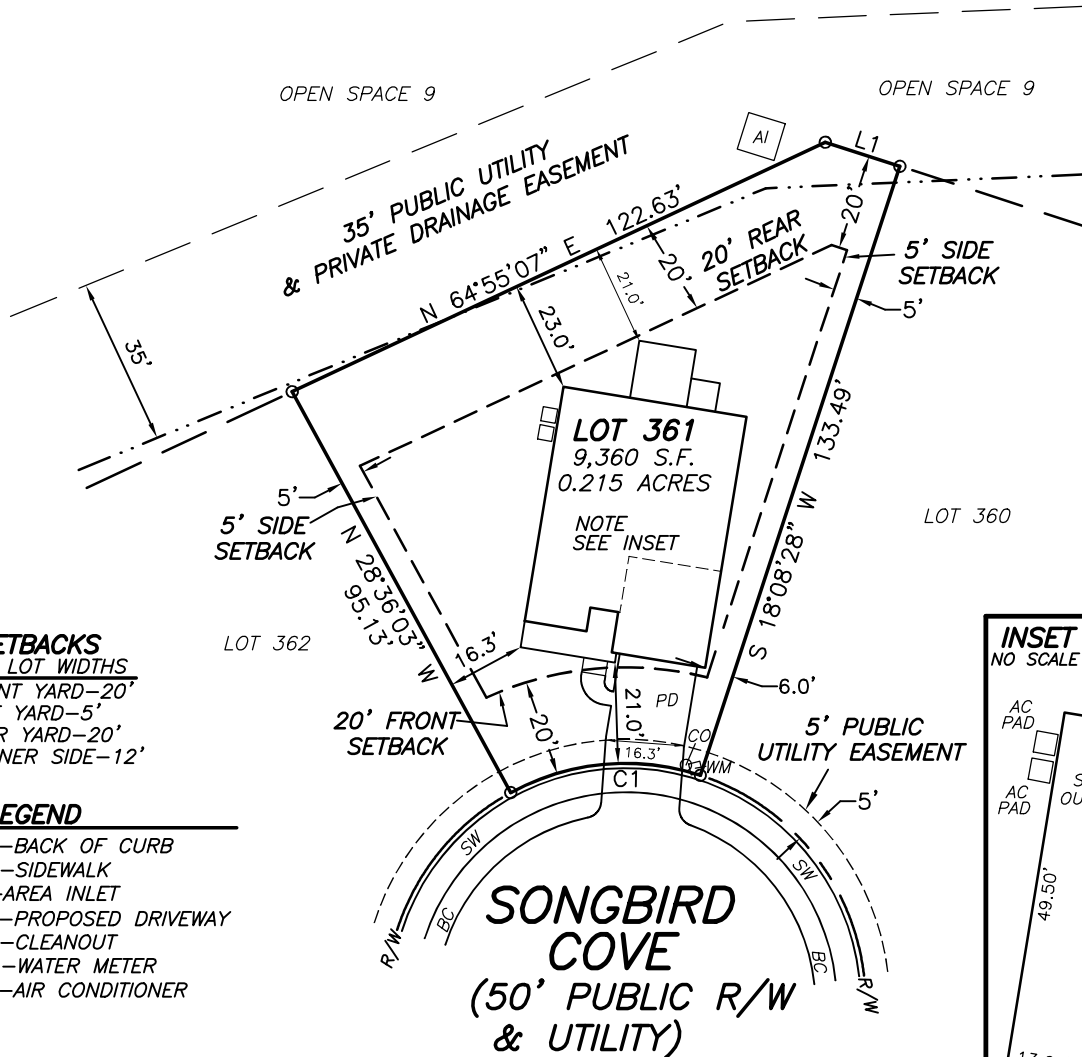 OPEN SPACE 9
OPEN SPACE 9
AI
L1
35' PUBLIC UTILITY
& PRIVATE DRAINAGE EASEMENT
N 64°55'07" E 122.63'
20'
20' REAR
SETBACK
20'
21.0'
23.0'
5' SIDE
SETBACK
5'
35'
LOT 361
9,360 S.F.
0.215 ACRES
NOTE
SEE INSET
S 18°08'28" W 133.49'
LOT 360
5'
5' SIDE
SETBACK
N 28°36'03" W
95.13'
LOT 362
16.3'
20' FRONT
SETBACK
20'
21.0'
PD
6.0'
16.3'
CO
WM
C1
5' PUBLIC
UTILITY EASEMENT
5'
SW
SW
BC
BC
R/W
R/W
SONGBIRD
COVE
(50' PUBLIC R/W
& UTILITY)
ETBACKS
LOT WIDTHS
NT YARD-20'
YARD-5'
R YARD-20'
NER SIDE-12'
EGEND
-BACK OF CURB
-SIDEWALK
-AREA INLET
-PROPOSED DRIVEWAY
-CLEANOUT
-WATER METER
-AIR CONDITIONER
INSET
NO SCALE
AC
PAD
AC
PAD
S
OU
49.50'